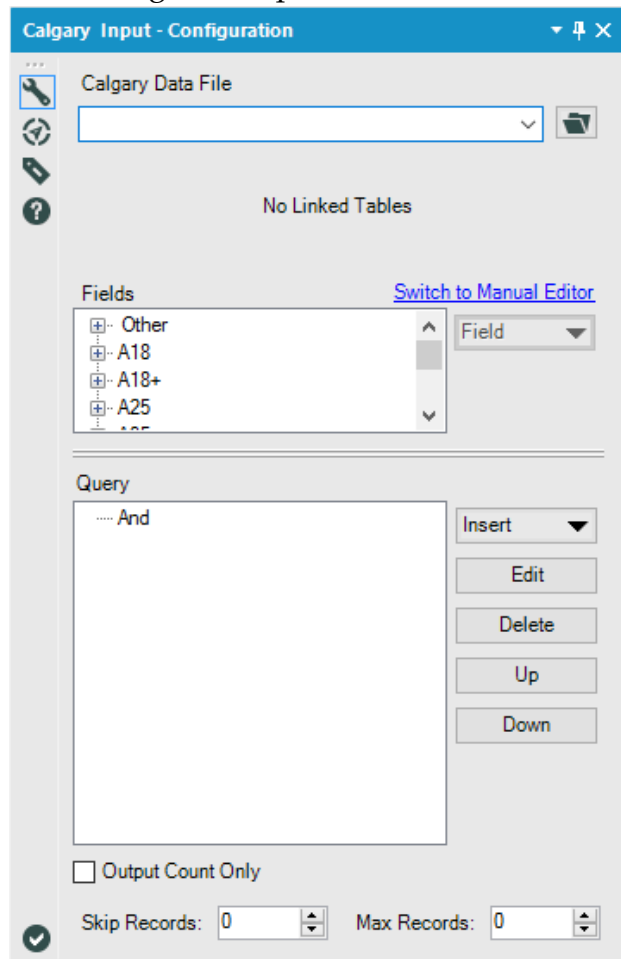 Calgary Input - Configuration
Calgary Data File
No Linked Tables
Fields
Switch to Manual Editor
Other
Field
A18
A18+
A25
Query
And
Insert
Edit
Delete
Up
Down
Output Count Only
Skip Records: 0
Max Records: 0